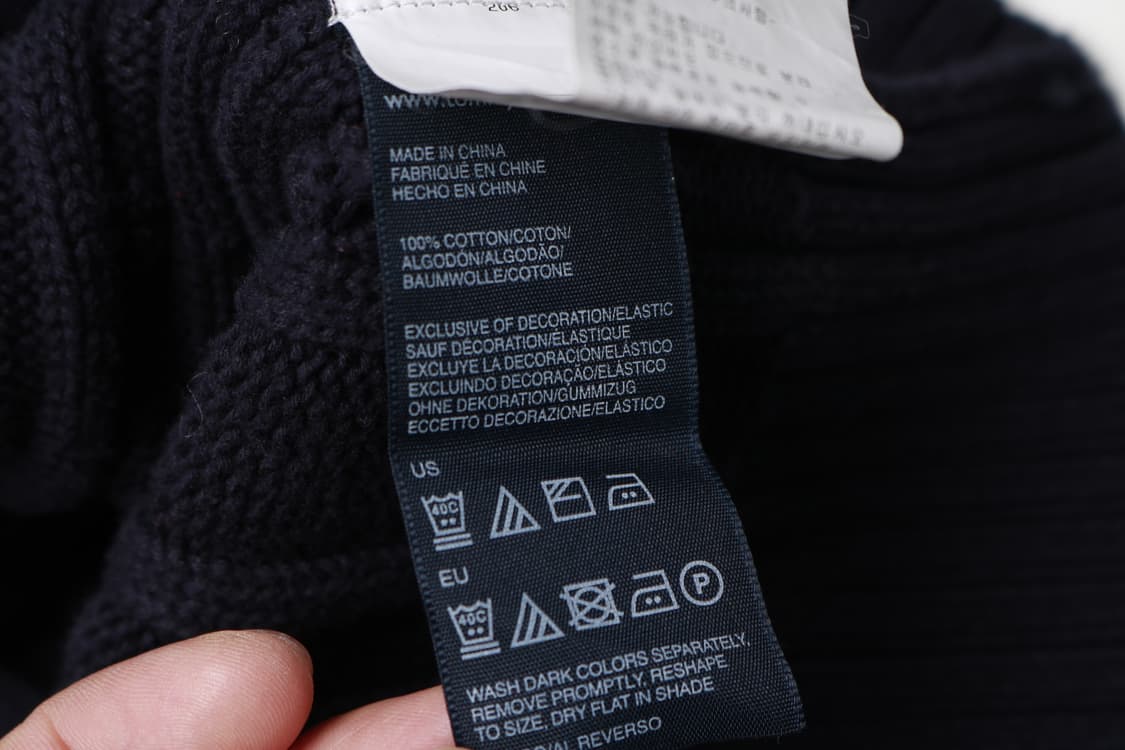 206
MADE IN CHINA
FABRIQUÉ EN CHINE
HECHO EN CHINA
100% COTTON/COTON/
ALGODÓN/ALGODÃO/
BAUMWOLLE/COTONE
EXCLUSIVE OF DECORATION/ELASTIC
SAUF DÉCORATION/ÉLASTIQUE
EXCLUYE LA DECORACIÓN/ELÁSTICO
EXCLUINDO DECORAÇÃO/ELÁSTICO
OHNE DEKORATION/GUMMIZUG
ECCETTO DECORAZIONE/ELASTICO
US
40C
EU
40C P
WASH DARK COLORS SEPARATELY,
REMOVE PROMPTLY, RESHAPE
TO SIZE, DRY FLAT IN SHADE
REVERSO